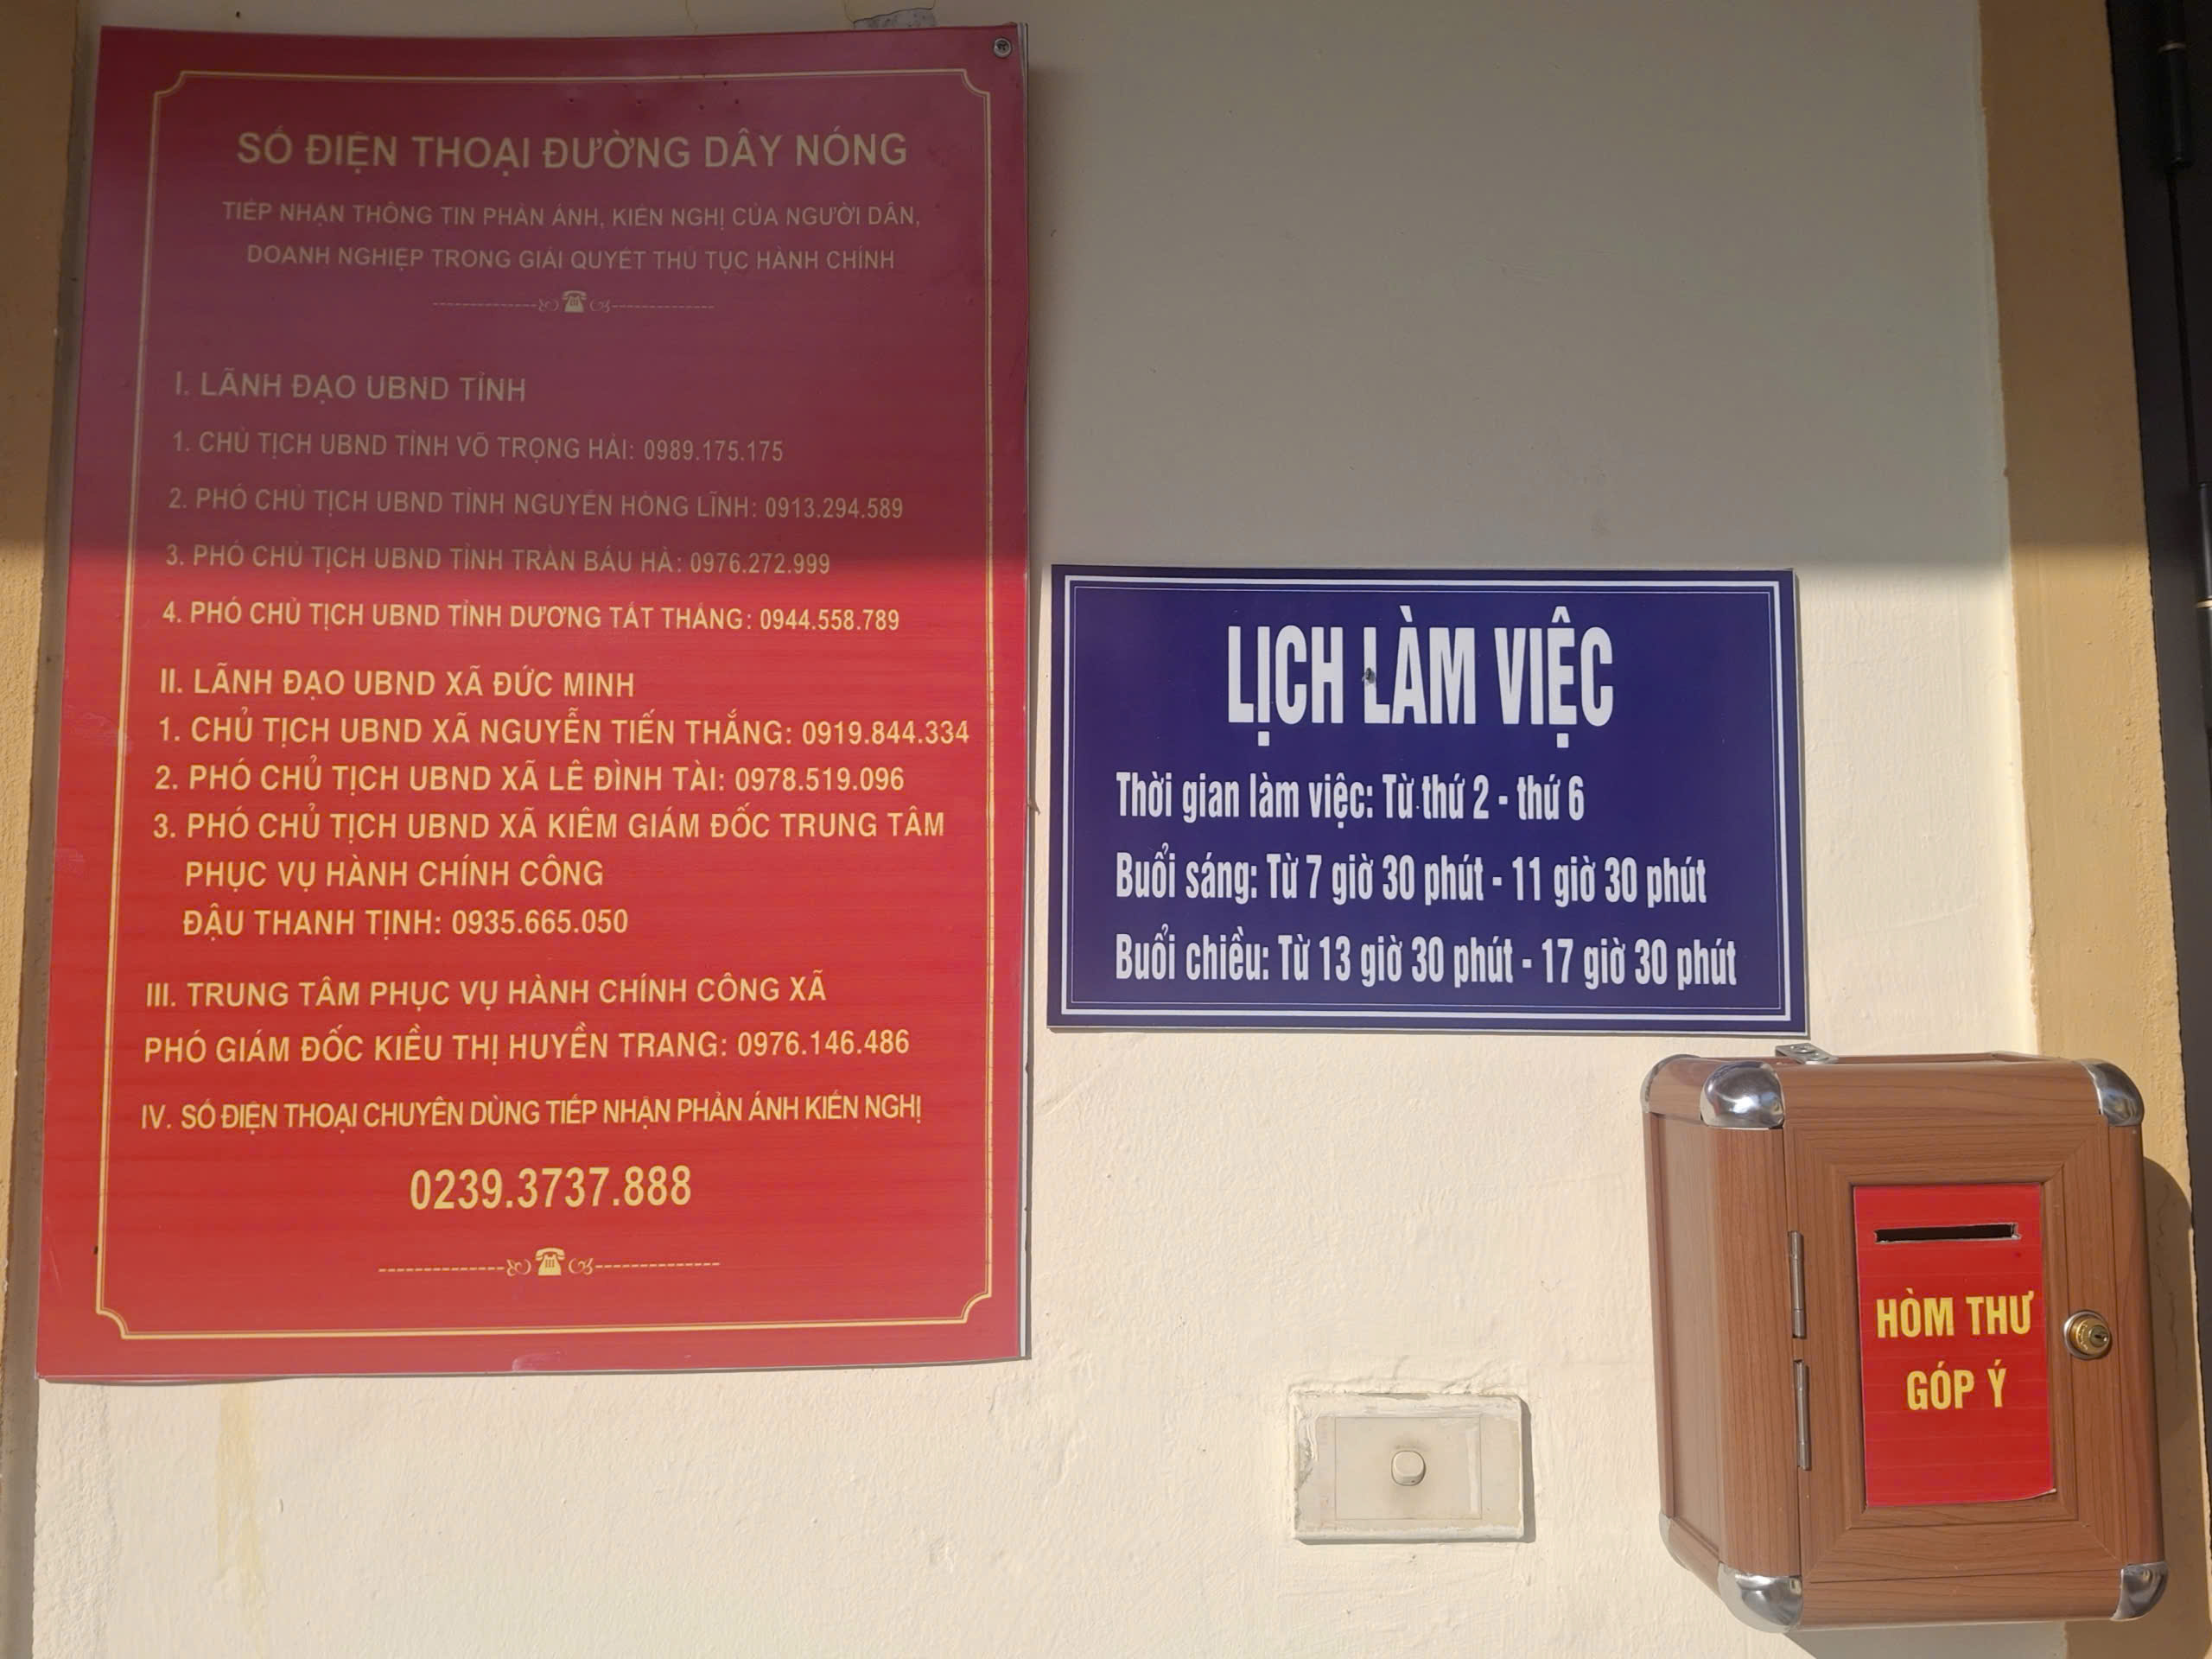 SỐ ĐIỆN THOẠI ĐƯỜNG DÂY NÓNG
TIẾP NHẬN THÔNG TIN PHẢN ÁNH, KIẾN NGHỊ CỦA NGƯỜI DÂN,
DOANH NGHIỆP TRONG GIẢI QUYẾT THỦ TỤC HÀNH CHÍNH
I. LÃNH ĐẠO UBND TỈNH
1. CHỦ TỊCH UBND TỈNH VÕ TRỌNG HẢI: 0989.175.175
2. PHÓ CHỦ TỊCH UBND TỈNH NGUYỄN HỒNG LĨNH: 0913.294.589
3. PHÓ CHỦ TỊCH UBND TỈNH TRẦN BÁU HÀ: 0976.272.999
4. PHÓ CHỦ TỊCH UBND TỈNH DƯƠNG TẤT THẮNG: 0944.558.789
II. LÃNH ĐẠO UBND XÃ ĐỨC MINH
1. CHỦ TỊCH UBND XÃ NGUYỄN TIẾN THẮNG: 0919.844.334
2. PHÓ CHỦ TỊCH UBND XÃ LÊ ĐÌNH TÀI: 0978.519.096
3. PHÓ CHỦ TỊCH UBND XÃ KIÊM GIÁM ĐỐC TRUNG TÂM
PHỤC VỤ HÀNH CHÍNH CÔNG
ĐẬU THANH TỊNH: 0935.665.050
III. TRUNG TÂM PHỤC VỤ HÀNH CHÍNH CÔNG XÃ
PHÓ GIÁM ĐỐC KIỀU THỊ HUYỀN TRANG: 0976.146.486
IV. SỐ ĐIỆN THOẠI CHUYÊN DÙNG TIẾP NHẬN PHẢN ÁNH KIẾN NGHỊ
0239.3737.888
LỊCH LÀM VIỆC
Thời gian làm việc: Từ thứ 2 - thứ 6
Buổi sáng: Từ 7 giờ 30 phút - 11 giờ 30 phút
Buổi chiều: Từ 13 giờ 30 phút - 17 giờ 30 phút
HÒM THƯ
GÓP Ý